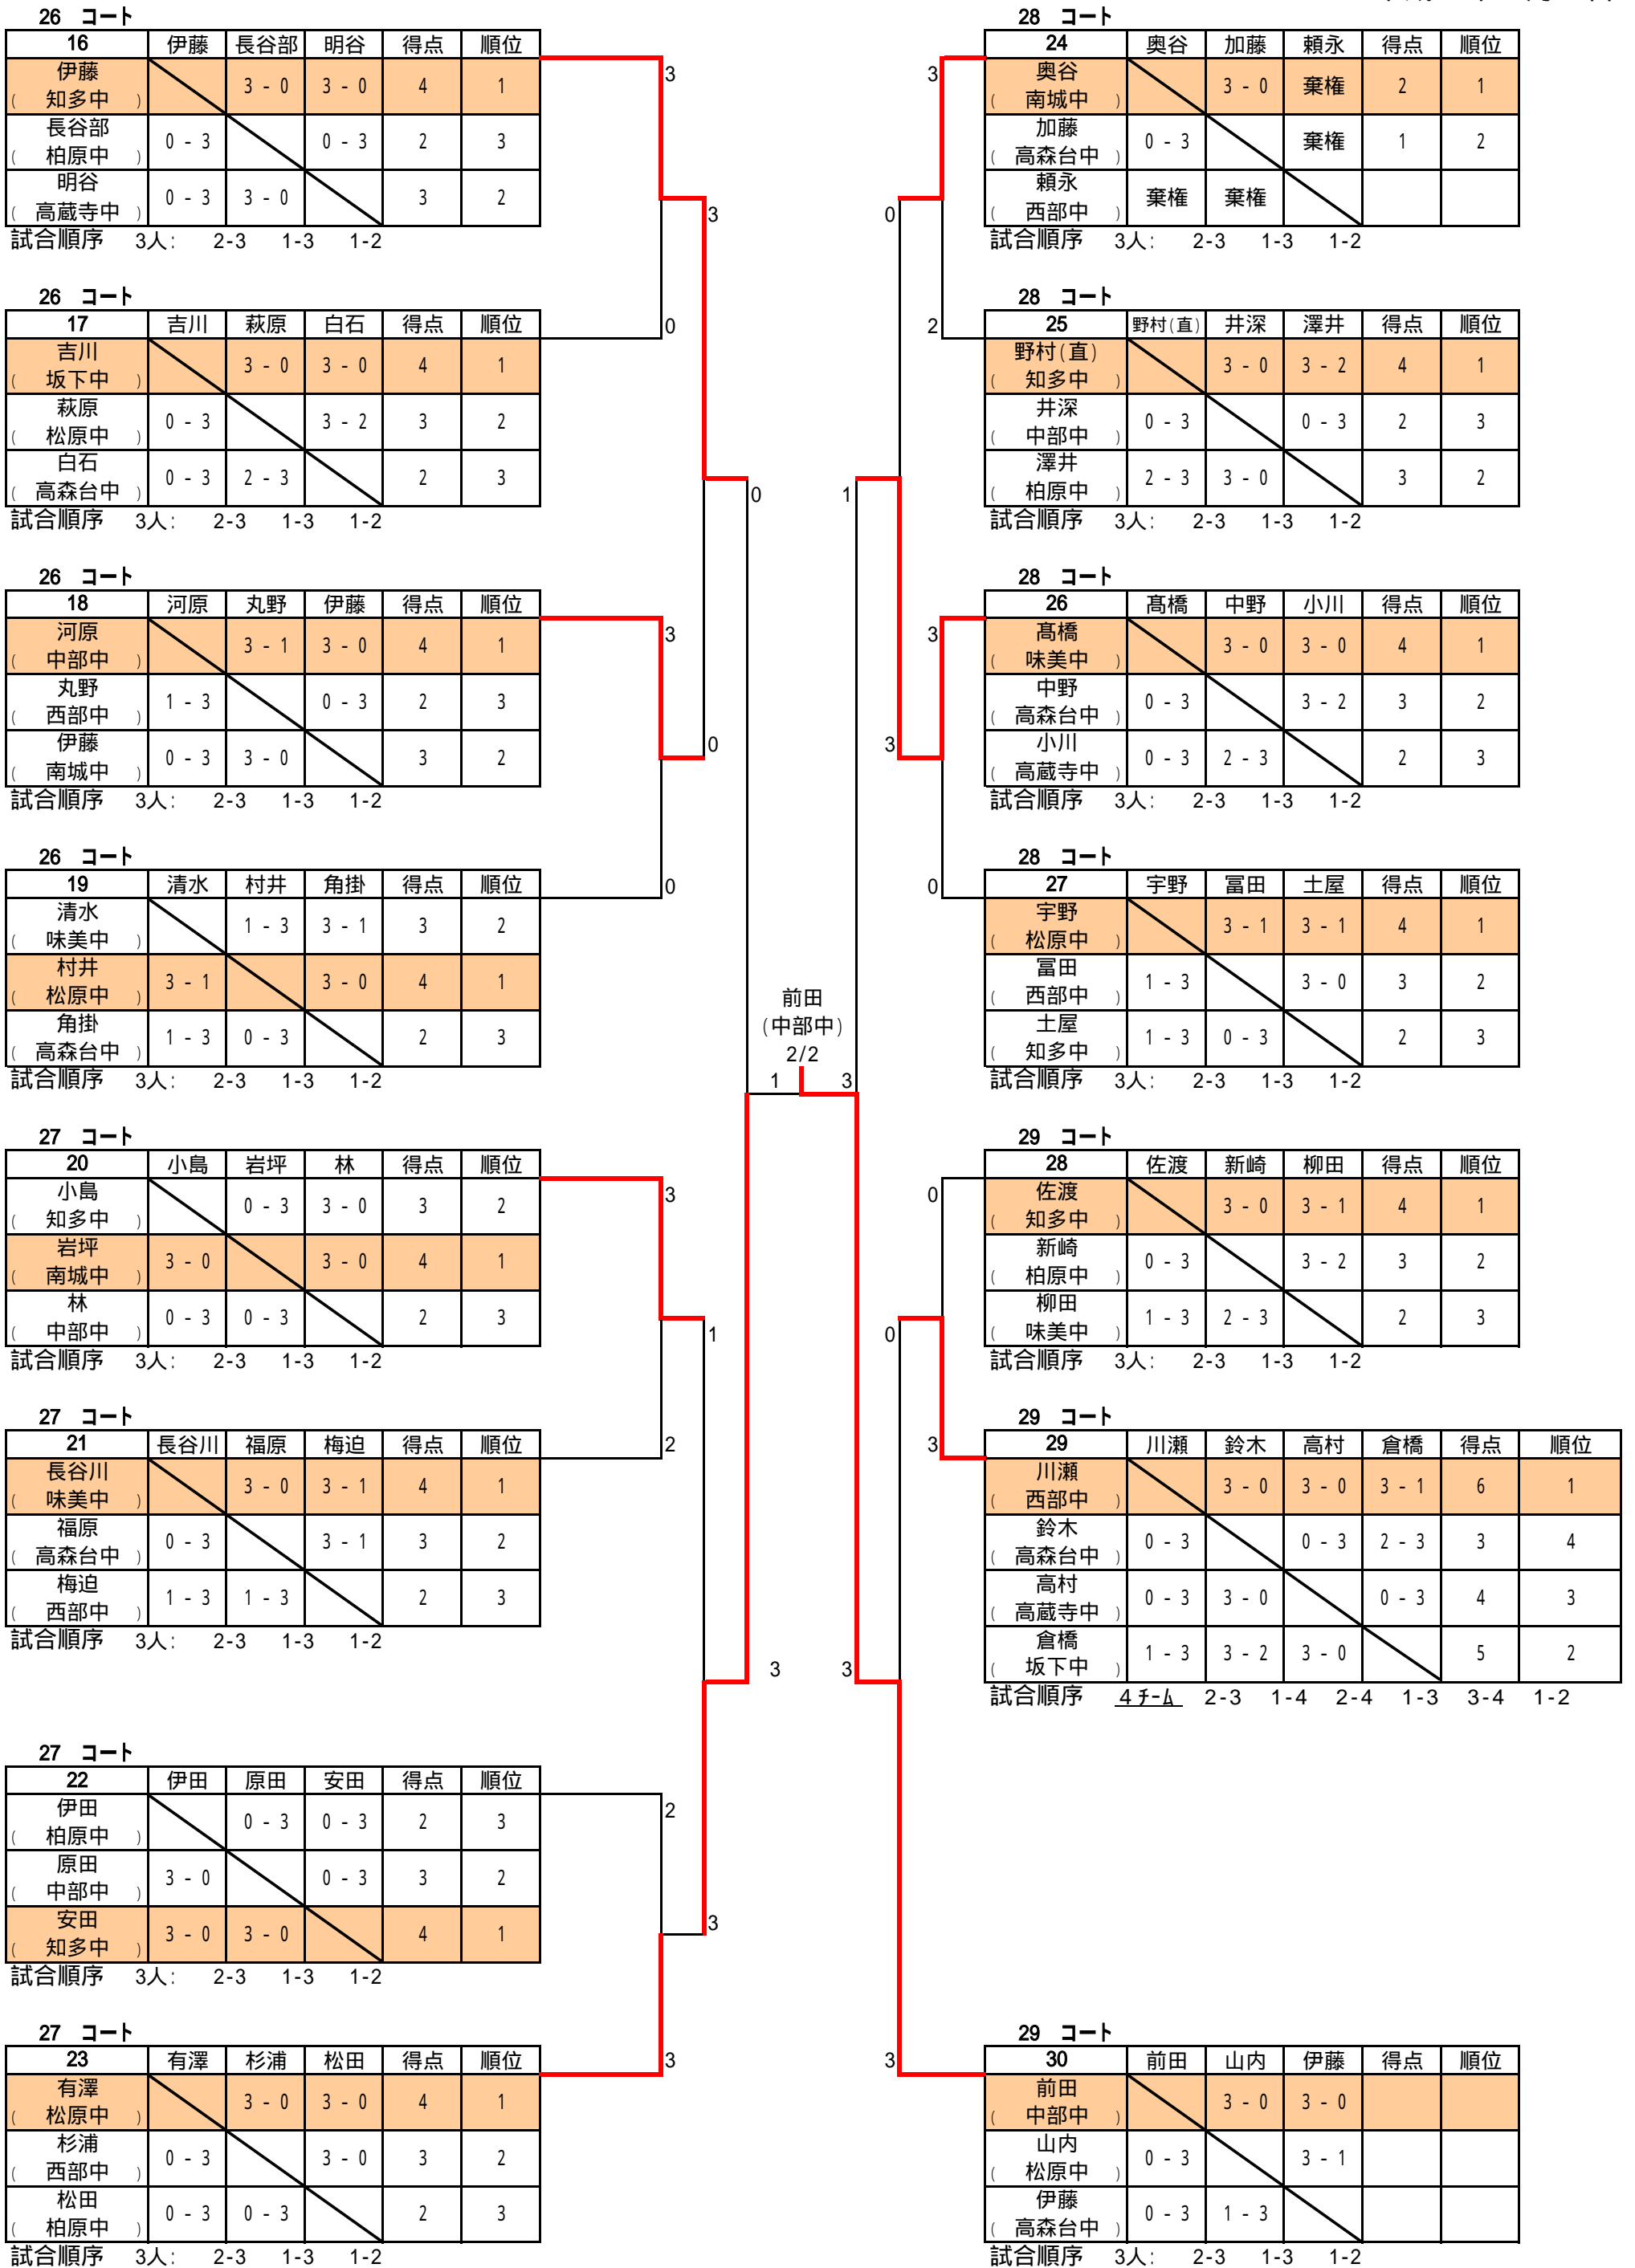 26 コート
16 伊藤 長谷部 明谷 得点 順位
伊藤
( 知多中 ) 3 - 0 3 - 0 4 1
長谷部
( 柏原中 ) 0 - 3 0 - 3 2 3
明谷
( 高蔵寺中 ) 0 - 3 3 - 0 3 2
試合順序 3人: 2-3 1-3 1-2
3
3
26 コート
17 吉川 萩原 白石 得点 順位
0
吉川
( 坂下中 ) 3 - 0 3 - 0 4 1
萩原
( 松原中 ) 0 - 3 3 - 2 3 2
白石
( 高森台中 ) 0 - 3 2 - 3 2 3
試合順序 3人: 2-3 1-3 1-2
0
26 コート
18 河原 丸野 伊藤 得点 順位
河原
( 中部中 ) 3 - 1 3 - 0 4 1
丸野
( 西部中 ) 1 - 3 0 - 3 2 3
伊藤
( 南城中 ) 0 - 3 3 - 0 3 2
試合順序 3人: 2-3 1-3 1-2
3
0
26 コート
19 清水 村井 角掛 得点 順位
0
清水
( 味美中 ) 1 - 3 3 - 1 3 2
村井
( 松原中 ) 3 - 1 3 - 0 4 1
角掛
( 高森台中 ) 1 - 3 0 - 3 2 3
試合順序 3人: 2-3 1-3 1-2
前田
(中部中)
2/2
1 3
27 コート
20 小島 岩坪 林 得点 順位
小島
( 知多中 ) 0 - 3 3 - 0 3 2
岩坪
( 南城中 ) 3 - 0 3 - 0 4 1
林
( 中部中 ) 0 - 3 0 - 3 2 3
試合順序 3人: 2-3 1-3 1-2
3
1
27 コート
21 長谷川 福原 梅迫 得点 順位
2
長谷川
( 味美中 ) 3 - 0 3 - 1 4 1
福原
( 高森台中 ) 0 - 3 3 - 1 3 2
梅迫
( 西部中 ) 1 - 3 1 - 3 2 3
試合順序 3人: 2-3 1-3 1-2
3 3
27 コート
22 伊田 原田 安田 得点 順位
伊田
( 柏原中 ) 0 - 3 0 - 3 2 3
原田
( 中部中 ) 3 - 0 0 - 3 3 2
安田
( 知多中 ) 3 - 0 3 - 0 4 1
試合順序 3人: 2-3 1-3 1-2
2
3
27 コート
23 有澤 杉浦 松田 得点 順位
3
有澤
( 松原中 ) 3 - 0 3 - 0 4 1
杉浦
( 西部中 ) 0 - 3 3 - 0 3 2
松田
( 柏原中 ) 0 - 3 0 - 3 2 3
試合順序 3人: 2-3 1-3 1-2
28 コート
24 奥谷 加藤 頼永 得点 順位
3
奥谷
( 南城中 ) 3 - 0 棄権 2 1
加藤
( 高森台中 ) 0 - 3 棄権 1 2
頼永
( 西部中 ) 棄権 棄権
試合順序 3人: 2-3 1-3 1-2
0
28 コート
25 野村(直) 井深 澤井 得点 順位
2
野村(直)
( 知多中 ) 3 - 0 3 - 2 4 1
井深
( 中部中 ) 0 - 3 0 - 3 2 3
澤井
( 柏原中 ) 2 - 3 3 - 0 3 2
試合順序 3人: 2-3 1-3 1-2
1
28 コート
26 髙橋 中野 小川 得点 順位
3
髙橋
( 味美中 ) 3 - 0 3 - 0 4 1
中野
( 高森台中 ) 0 - 3 3 - 2 3 2
小川
( 高蔵寺中 ) 0 - 3 2 - 3 2 3
試合順序 3人: 2-3 1-3 1-2
3
28 コート
27 宇野 冨田 土屋 得点 順位
0
宇野
( 松原中 ) 3 - 1 3 - 1 4 1
冨田
( 西部中 ) 1 - 3 3 - 0 3 2
土屋
( 知多中 ) 1 - 3 0 - 3 2 3
試合順序 3人: 2-3 1-3 1-2
29 コート
28 佐渡 新崎 柳田 得点 順位
0
佐渡
( 知多中 ) 3 - 0 3 - 1 4 1
新崎
( 柏原中 ) 0 - 3 3 - 2 3 2
柳田
( 味美中 ) 1 - 3 2 - 3 2 3
試合順序 3人: 2-3 1-3 1-2
0
29 コート
29 川瀬 鈴木 高村 倉橋 得点 順位
3
川瀬
( 西部中 ) 3 - 0 3 - 0 3 - 1 6 1
鈴木
( 高森台中 ) 0 - 3 0 - 3 2 - 3 3 4
高村
( 高蔵寺中 ) 0 - 3 3 - 0 0 - 3 4 3
倉橋
( 坂下中 ) 1 - 3 3 - 2 3 - 0 5 2
試合順序 4チーム 2-3 1-4 2-4 1-3 3-4 1-2
29 コート
30 前田 山内 伊藤 得点 順位
3
前田
( 中部中 ) 3 - 0 3 - 0
山内
( 松原中 ) 0 - 3 3 - 1
伊藤
( 高森台中 ) 0 - 3 1 - 3
試合順序 3人: 2-3 1-3 1-2